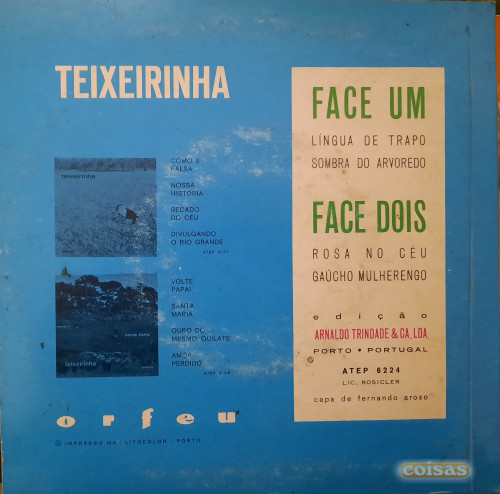 TEIXEIRINHA
COMO É
FALSA
NOSSA
HISTÓRIA
RECADO
DO CÉU
DIVULGANDO
O RIO GRANDE
teixeirinha
VOLTE
PAPAI
SANTA
MARIA
OURO DO
MESMO QUILATE
AMOR
PERDIDO
VOLTE PAPAI
teixeirinha
orfeu
IMPRESSO NA - LITOCOLOR - PORTO
FACE UM
LÍNGUA DE TRAPO
SOMBRA DO ARVOREDO
FACE DOIS
ROSA NO CÉU
GAÚCHO MULHERENGO
edição
ARNALDO TRINDADE & CA, LDA.
PORTO • PORTUGAL
ATEP 6224
LIC. ROSICLER
capa de fernando aroso
coisas